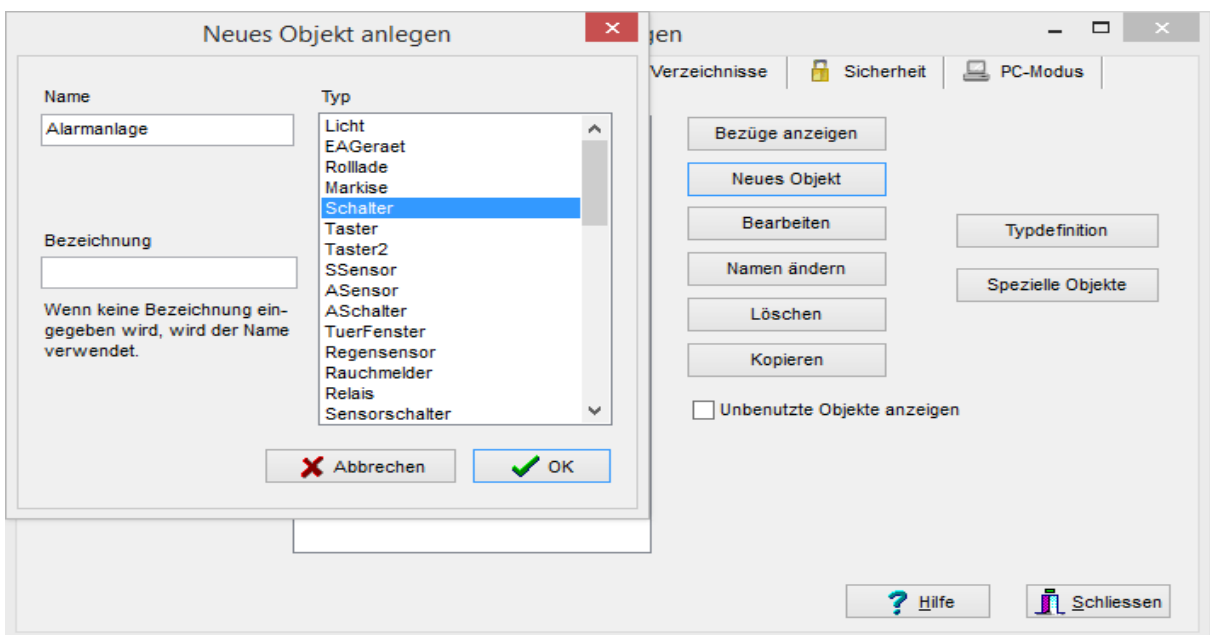 Neues Objekt anlegen
gen
Verzeichnisse
Sicherheit
PC-Modus
Name
Alarmanlage
Bezeichnung
Wenn keine Bezeichnung ein-
gegeben wird, wird der Name
verwendet.
Typ
Licht
EAGeraet
Rolllade
Markise
Schalter
Taster
Taster2
SSensor
ASensor
ASchalter
TuerFenster
Regensensor
Rauchmelder
Relais
Sensorschalter
Abbrechen
OK
Bezüge anzeigen
Neues Objekt
Bearbeiten
Namen ändern
Löschen
Kopieren
Unbenutzte Objekte anzeigen
Typdefinition
Spezielle Objekte
Hilfe
Schliessen